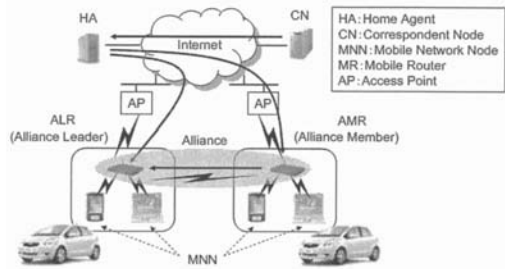 HA
CN
Internet
HA:Home Agent
CN:Correspondent Node
MNN:Mobile Network Node
MR:Mobile Router
AP:Access Point
AP
AP
ALR
(Alliance Leader)
Alliance
AMR
(Alliance Member)
MNN